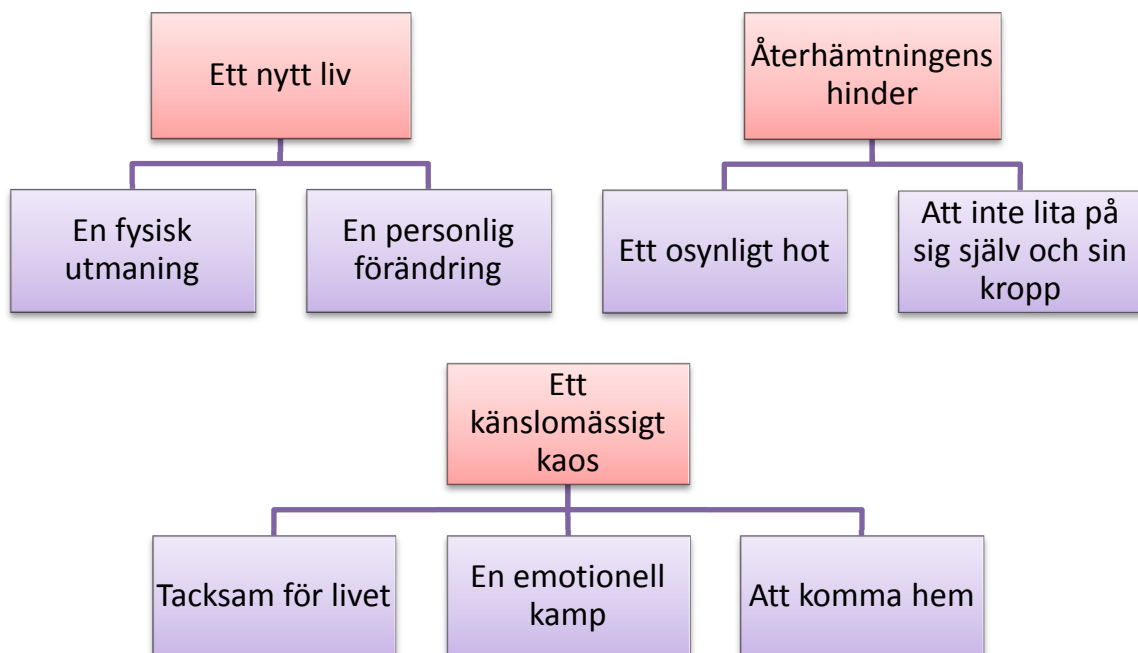 Ett nytt liv
Återhämtningens
hinder
En fysisk
utmaning
En personlig
förändring
Ett osynligt hot
Att inte lita på
sig själv och sin
kropp
Ett
känslomässigt
kaos
Tacksam för livet
En emotionell
kamp
Att komma hem